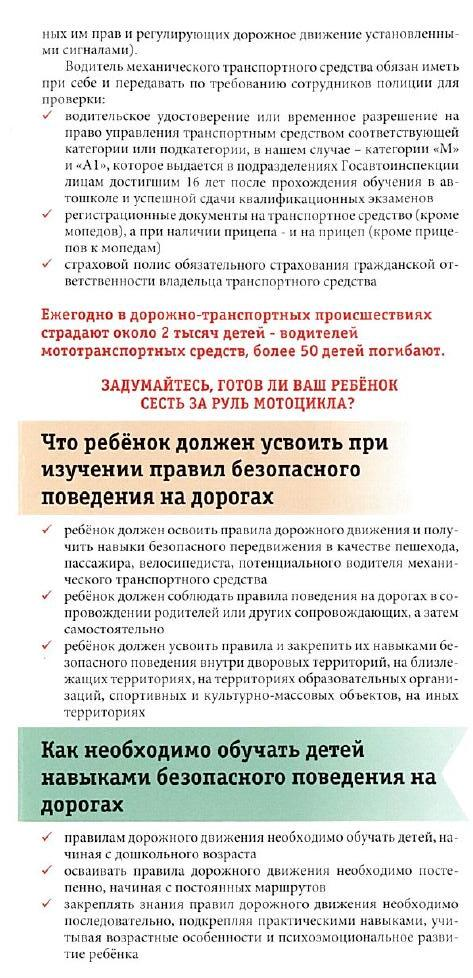 ных им прав и регулирующих дорожное движение установленны-
ми сигналами).
Водитель механического транспортного средства обязан иметь
при себе и передавать по требованию сотрудников полиции для
проверки:
✓ водительское удостоверение или временное разрешение на
право управления транспортным средством соответствующей
категории или подкатегории, в нашем случае – категории «М»
и «А1», которое выдается в подразделениях Госавтоинспекции
лицам достигшим 16 лет после прохождения обучения в ав-
тошколе и успешной сдачи квалификационных экзаменов
✓ регистрационные документы на транспортное средство (кроме
мопедов), а при наличии прицепа - и на прицеп (кроме прице-
пов к мопедам)
✓ страховой полис обязательного страхования гражданской от-
ветственности владельца транспортного средства
Ежегодно в дорожно-транспортных происшествиях
страдают около 2 тысяч детей - водителей
мототранспортных средств, более 50 детей погибают.
ЗАДУМАЙТЕСЬ, ГОТОВ ЛИ ВАШ РЕБЁНОК
СЕСТЬ ЗА РУЛЬ МОТОЦИКЛА?
Что ребёнок должен усвоить при
изучении правил безопасного
поведения на дорогах
✓ ребёнок должен освоить правила дорожного движения и полу-
чить навыки безопасного передвижения в качестве пешехода,
пассажира, велосипедиста, потенциального водителя механи-
ческого транспортного средства
✓ ребёнок должен соблюдать правила поведения на дорогах в со-
провождении родителей или других сопровождающих, а затем
самостоятельно
✓ ребёнок должен усвоить правила и закрепить их навыками бе-
зопасного поведения внутри дворовых территорий, на близле-
жащих территориях, на территориях образовательных органи-
заций, спортивных и культурно-массовых объектов, на иных
территориях
Как необходимо обучать детей
навыками безопасного поведения на
дорогах
✓ правилам дорожного движения необходимо обучать детей, на-
чиная с дошкольного возраста
✓ осваивать правила дорожного движения необходимо посте-
пенно, начиная с постоянных маршрутов
✓ закреплять знания правил дорожного движения необходимо
последовательно, подкрепляя практическими навыками, учи-
тывая возрастные особенности и психоэмоциональное разви-
тие ребёнка